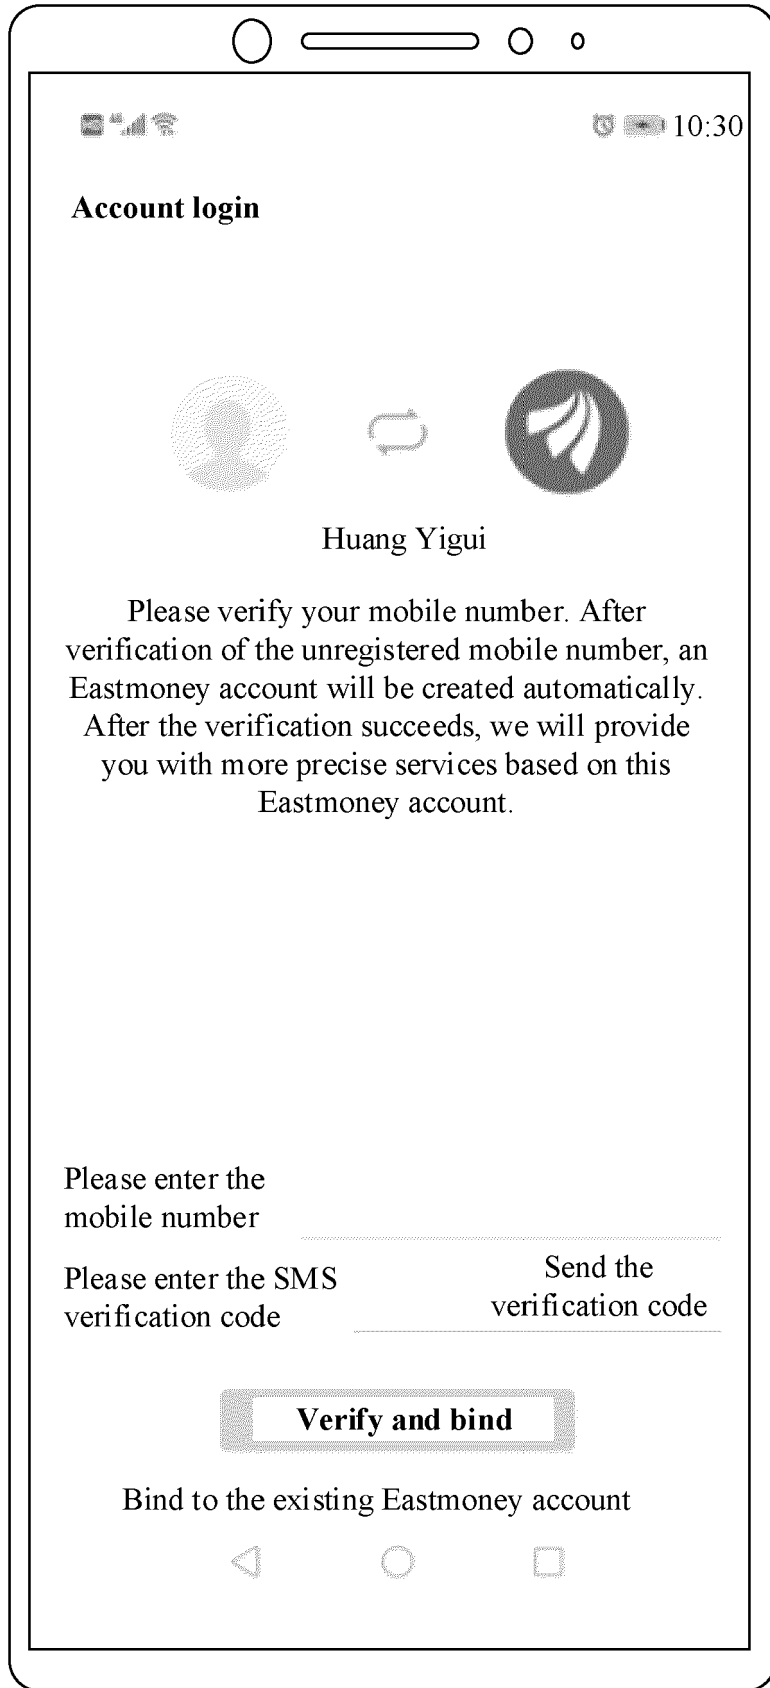 10:30
Account login
Huang Yigui
Please verify your mobile number. After
verification of the unregistered mobile number, an
Eastmoney account will be created automatically.
After the verification succeeds, we will provide
you with more precise services based on this
Eastmoney account.
Please enter the
mobile number
Please enter the SMS
verification code
Send the
verification code
Verify and bind
Bind to the existing Eastmoney account